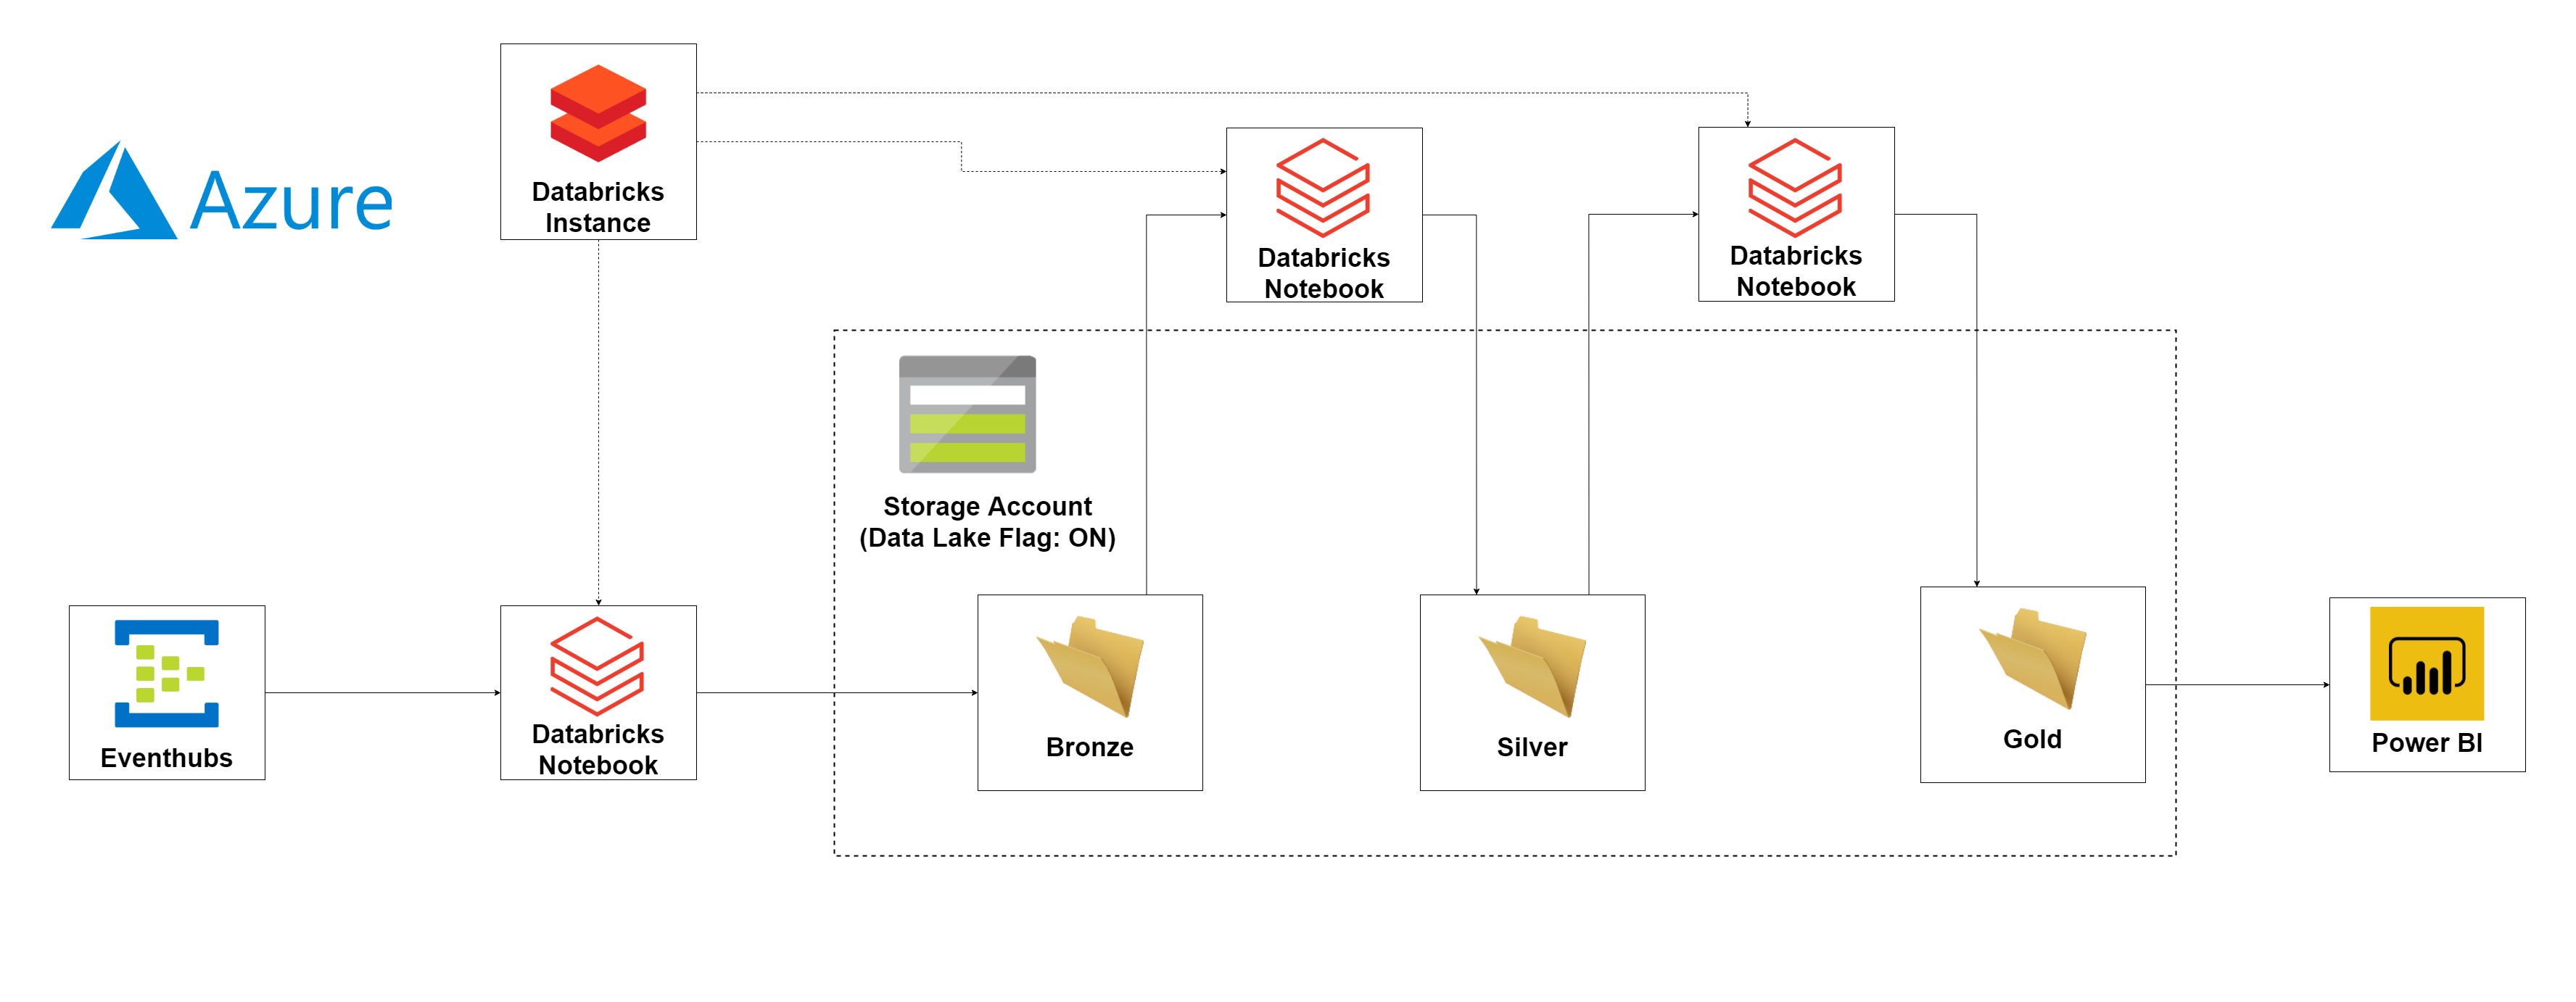 Azure
Databricks
Instance
Databricks
Notebook
Databricks
Notebook
Storage Account
(Data Lake Flag: ON)
Eventhubs
Databricks
Notebook
Bronze
Silver
Gold
Power BI